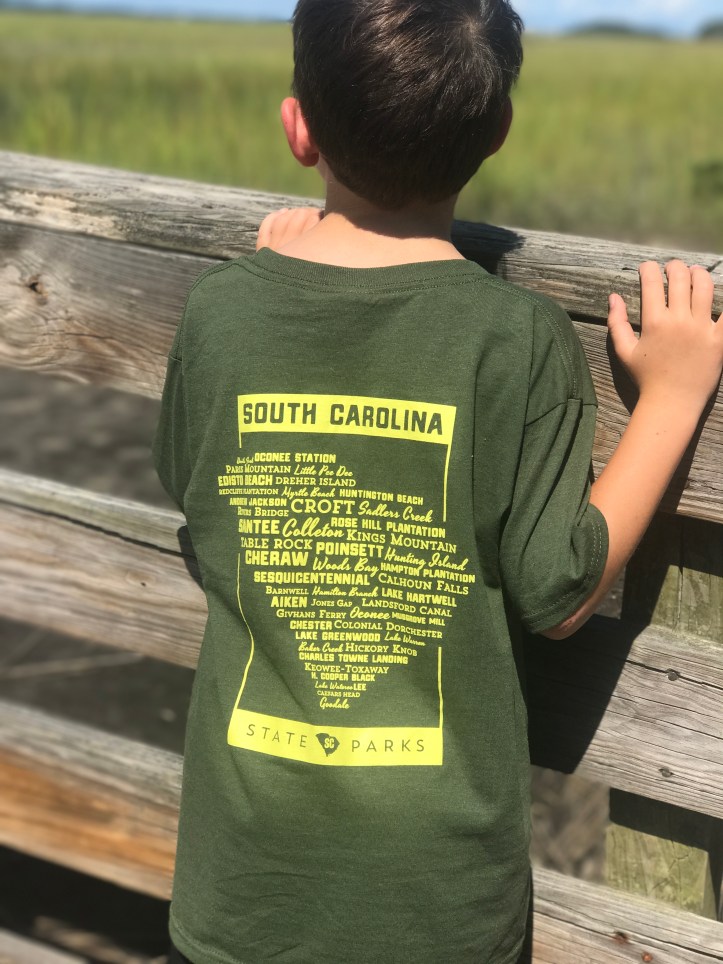 SOUTH CAROLINA
OCONEE STATION
PARIS MOUNTAIN Little Pee Dee
EDISTO BEACH DREHER ISLAND
REDCLIFFE PLANTATION Myrtle Beach HUNTINGTON BEACH
ANDREW JACKSON
RIVERS BRIDGE CROFT Sadlers Creek
SANTEE Colleton ROSE HILL PLANTATION
KINGS MOUNTAIN
TABLE ROCK POINSETT Hunting Island
CHERAW Woods Bay HAMPTON PLANTATION
SESQUICENTENNIAL CALHOUN FALLS
BARNWELL Hamilton Branch LAKE HARTWELL
AIKEN JONES GAP LANDSFORD CANAL
GIVHANS FERRY Oconee MUSGROVE MILL
CHESTER COLONIAL DORCHESTER
LAKE GREENWOOD Lake Warren
Baker Creek HICKORY KNOB
CHARLES TOWNE LANDING
KEOWEE-TOXAWAY
H. COOPER BLACK
Lake Wateree LEE
CAESARS HEAD
Goodale
STATE SC PARKS